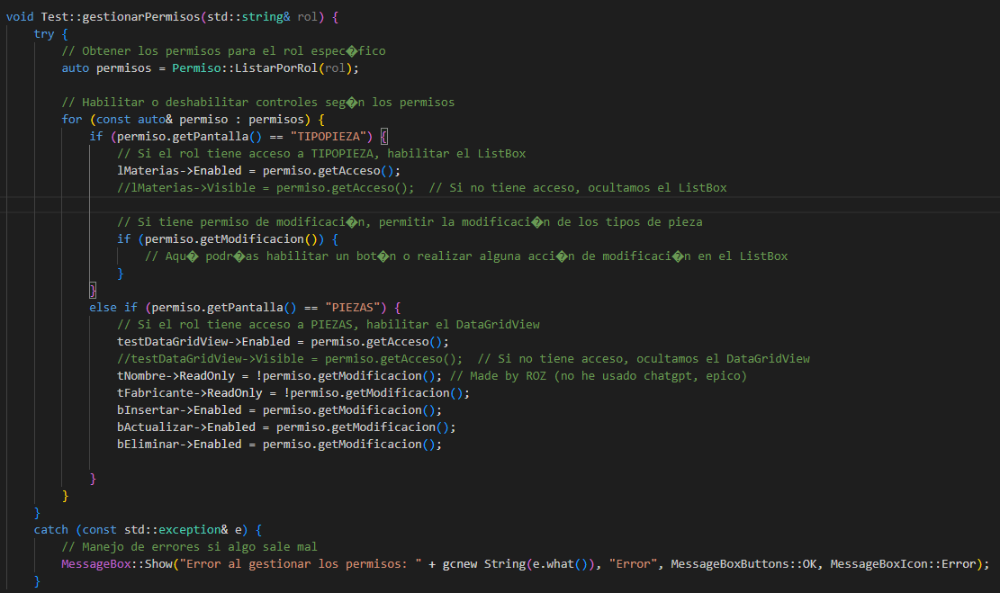 void Test::gestionarPermisos(std::string& rol) {
    try {
        // Obtener los permisos para el rol espec�fico
        auto permisos = Permiso::ListarPorRol(rol);

        // Habilitar o deshabilitar controles seg�n los permisos
        for (const auto& permiso : permisos) {
            if (permiso.getPantalla() == "TIPOPIEZA") {
                // Si el rol tiene acceso a TIPOPIEZA, habilitar el ListBox
                lMaterias->Enabled = permiso.getAcceso();
                //lMaterias->Visible = permiso.getAcceso();  // Si no tiene acceso, ocultamos el ListBox

                // Si tiene permiso de modificaci�n, permitir la modificaci�n de los tipos de pieza
                if (permiso.getModificacion()) {
                    // Aqu� podr�as habilitar un bot�n o realizar alguna acci�n de modificaci�n en el ListBox
                }
            }
            else if (permiso.getPantalla() == "PIEZAS") {
                // Si el rol tiene acceso a PIEZAS, habilitar el DataGridView
                testDataGridView->Enabled = permiso.getAcceso();
                //testDataGridView->Visible = permiso.getAcceso();  // Si no tiene acceso, ocultamos el DataGridView
                tNombre->ReadOnly = !permiso.getModificacion(); // Made by ROZ (no he usado chatgpt, epico)
                tFabricante->ReadOnly = !permiso.getModificacion();
                bInsertar->Enabled = permiso.getModificacion();
                bActualizar->Enabled = permiso.getModificacion();
                bEliminar->Enabled = permiso.getModificacion();

            }
        }
    }
    catch (const std::exception& e) {
        // Manejo de errores si algo sale mal
        MessageBox::Show("Error al gestionar los permisos: " + gcnew String(e.what()), "Error", MessageBoxButtons::OK, MessageBoxIcon::Error);
    }